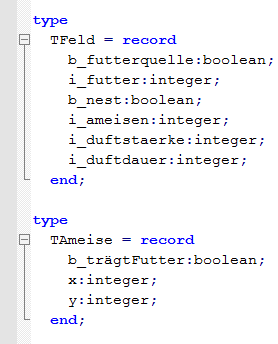 type
TFeld = record
b_futterquelle:boolean;
i_futter:integer;
b_nest:boolean;
i_ameisen:integer;
i_duftstaerke:integer;
i_duftdauer:integer;
end;
type
TAmeise = record
b_trägtFutter:boolean;
x:integer;
y:integer;
end;